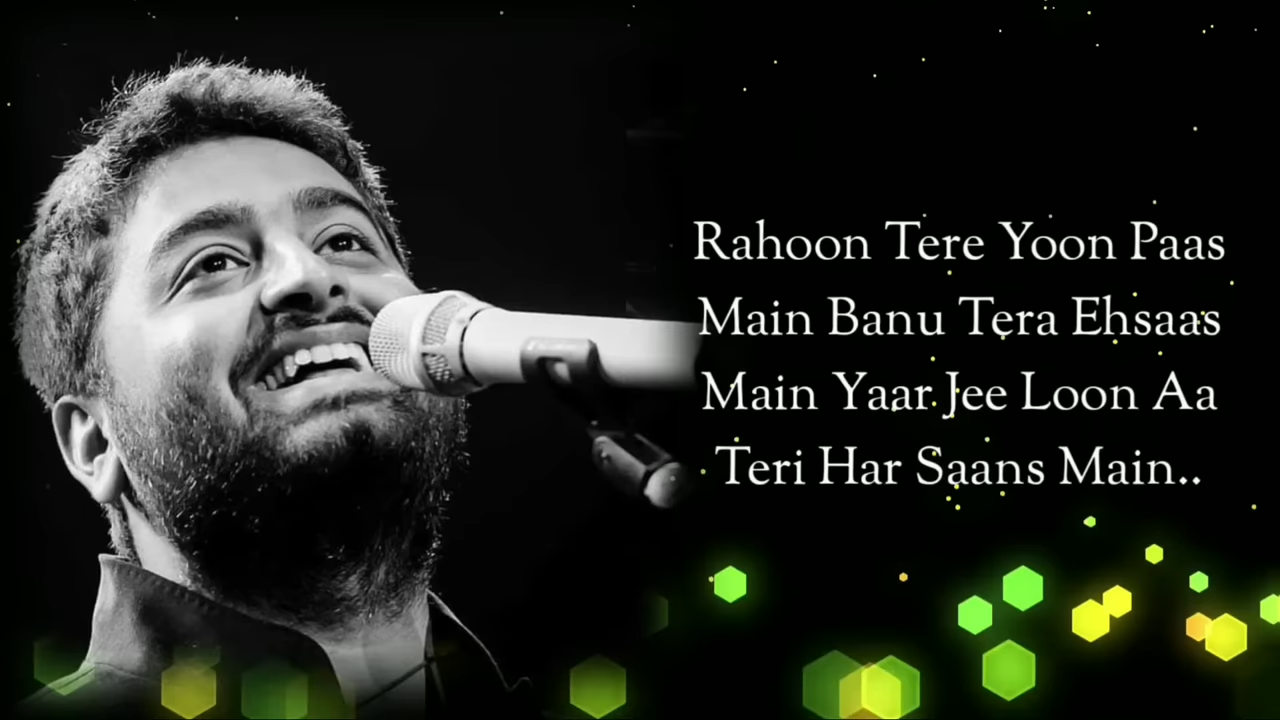 Rahoon Tere Yoon Paas
Main Banu Tera Ehsaas
Main Yaar Jee Loon Aa
Teri Har Saans Main..